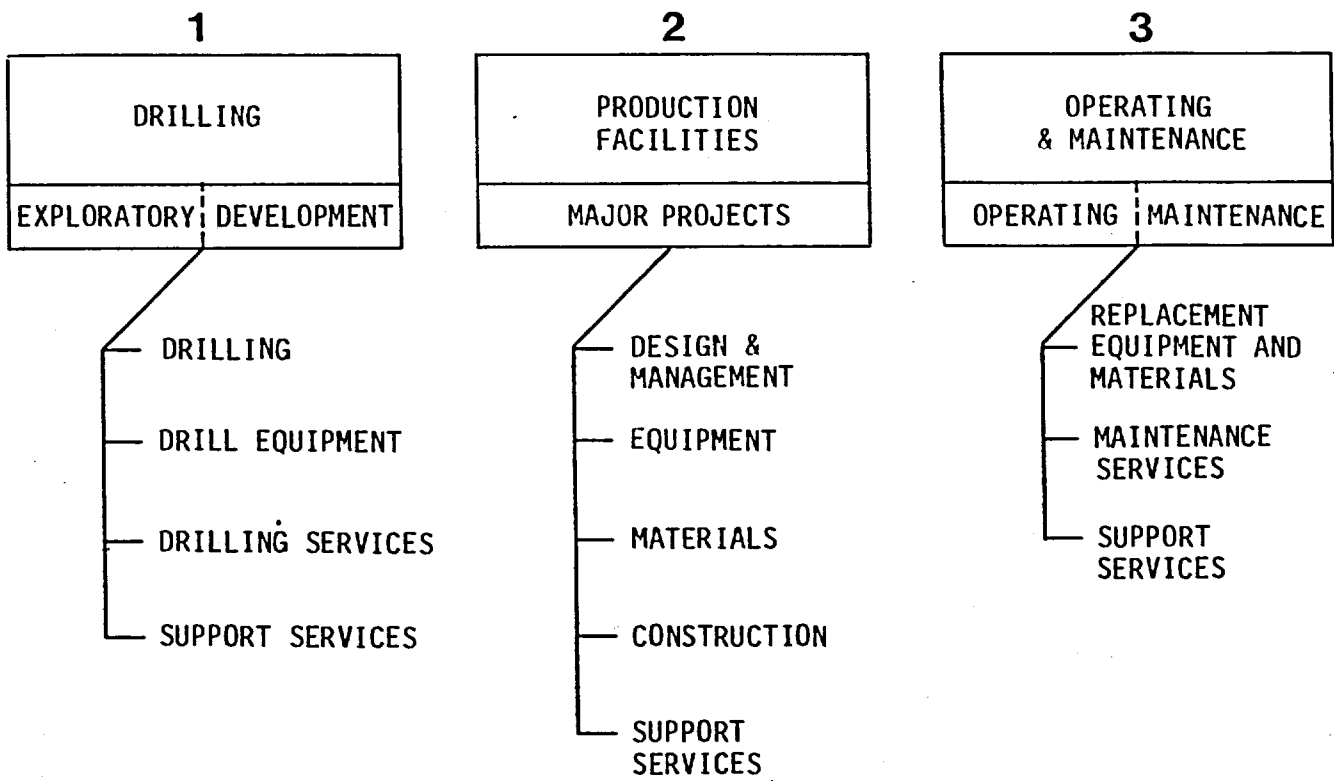 1
DRILLING
EXPLORATORY DEVELOPMENT
DRILLING
DRILL EQUIPMENT
DRILLING SERVICES
SUPPORT SERVICES
2
PRODUCTION
FACILITIES
MAJOR PROJECTS
DESIGN &
MANAGEMENT
EQUIPMENT
MATERIALS
CONSTRUCTION
SUPPORT
SERVICES
3
OPERATING
& MAINTENANCE
OPERATING MAINTENANCE
REPLACEMENT
EQUIPMENT AND
MATERIALS
MAINTENANCE
SERVICES
SUPPORT
SERVICES